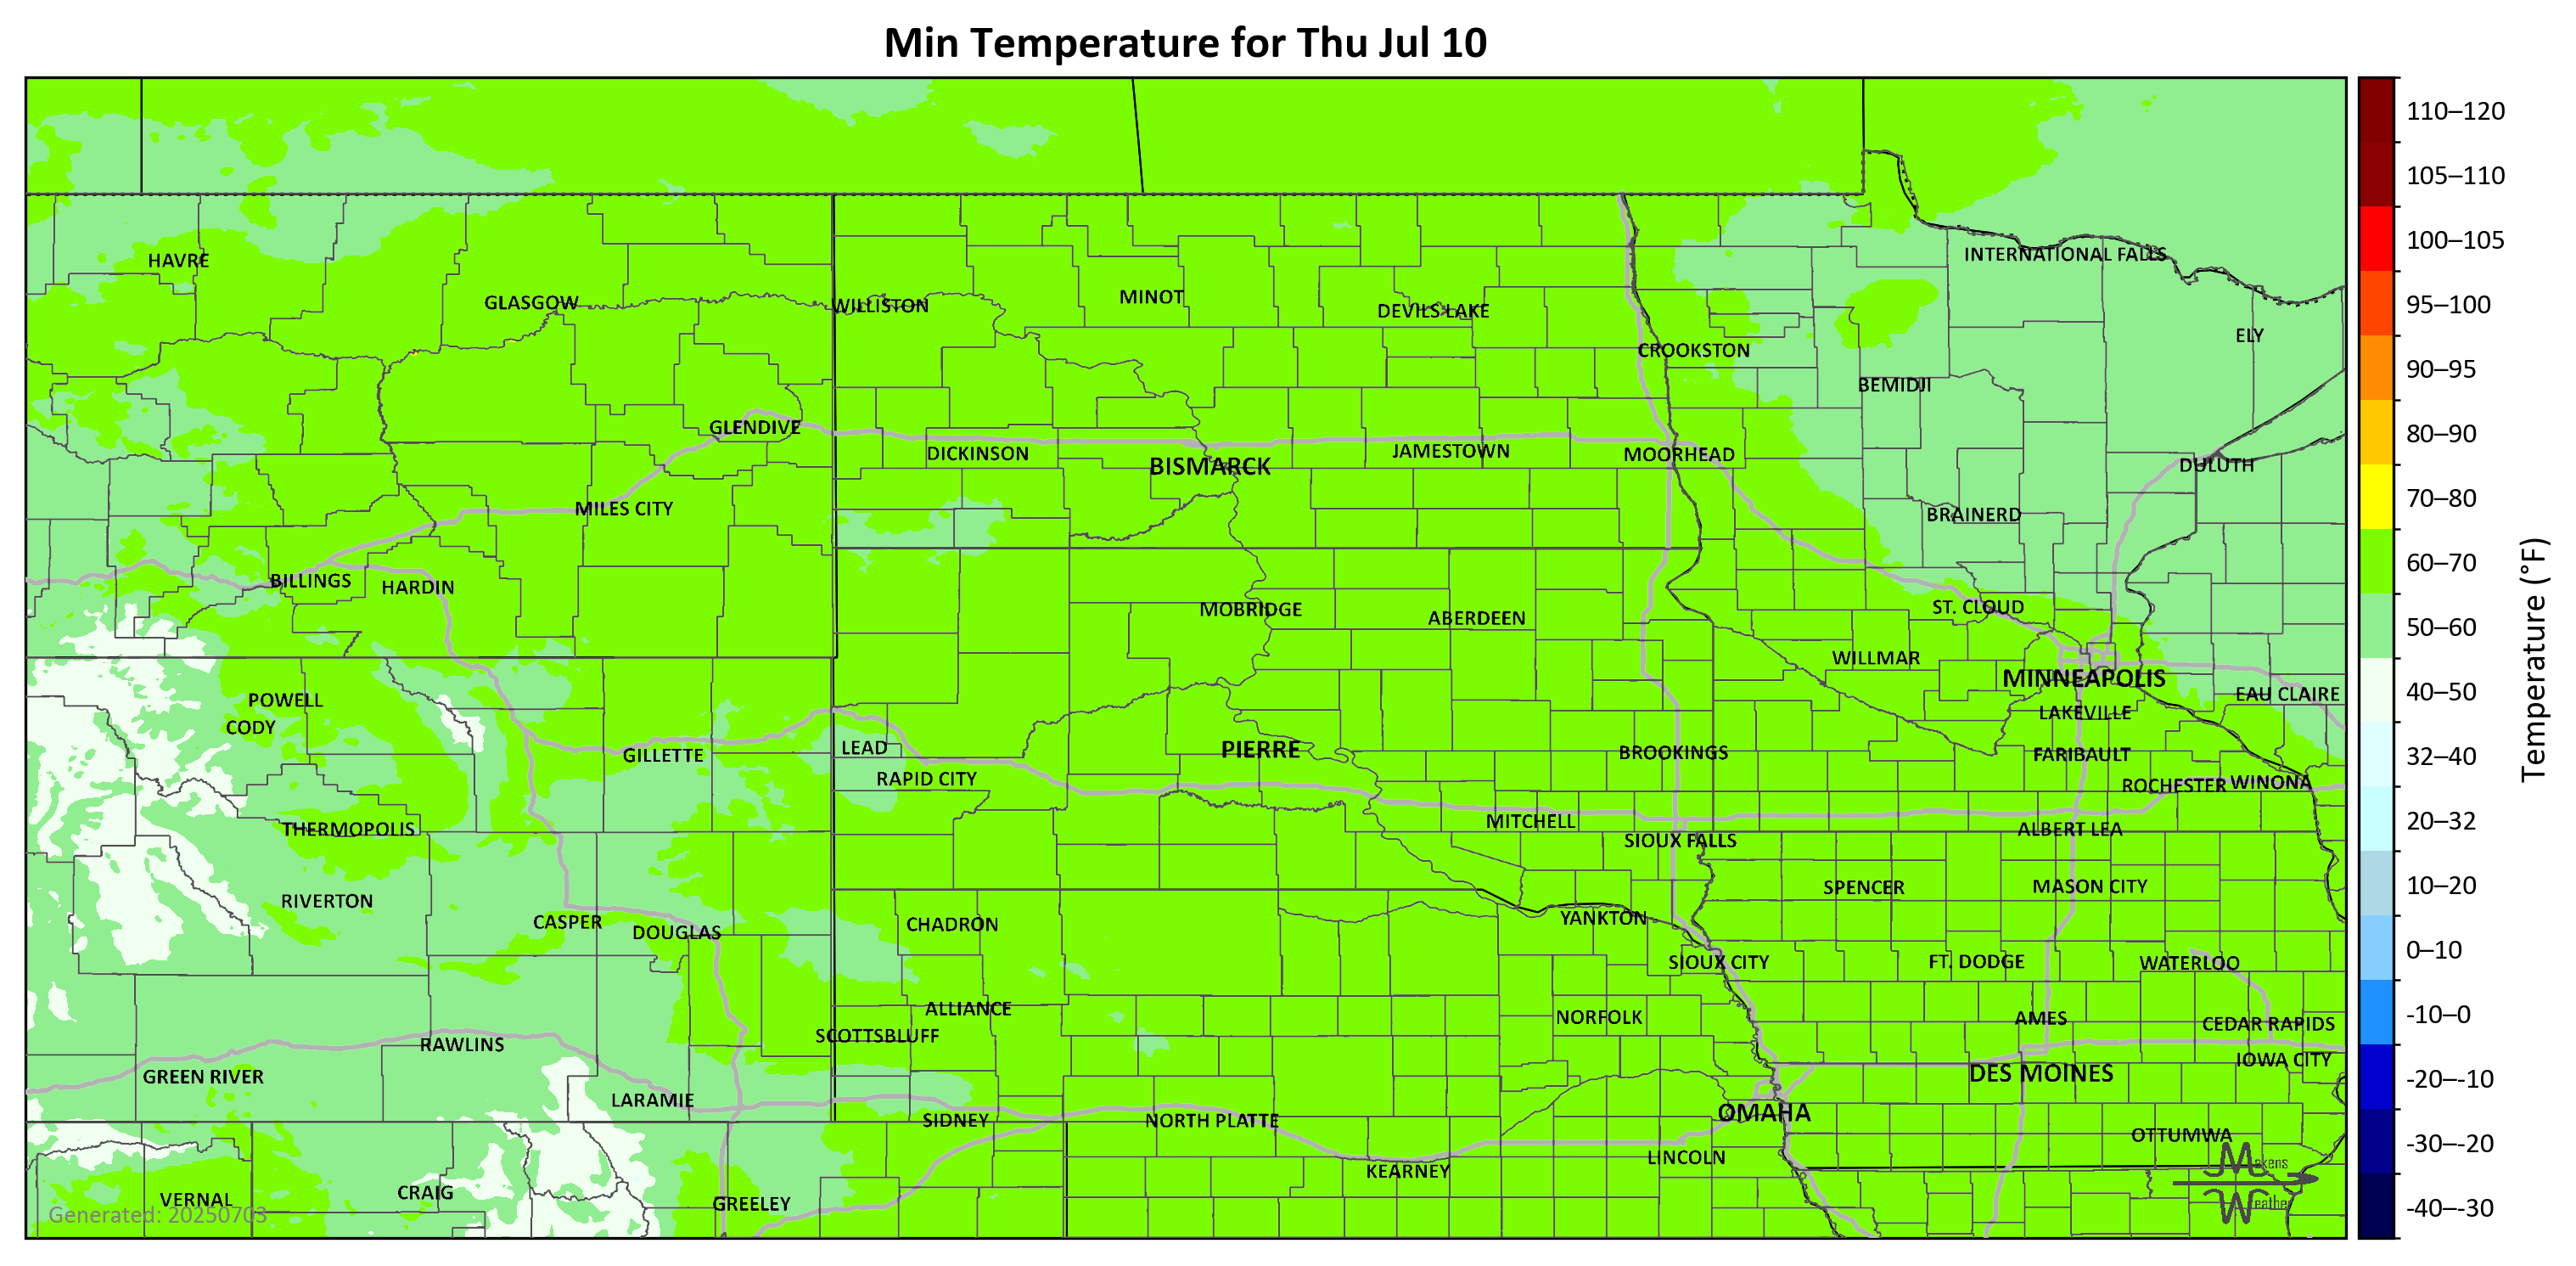 Min Temperature for Thu Jul 10
110–120
105–110
100–105
95–100
90–95
80–90
70–80
60–70
50–60
40–50
32–40
20–32
10–20
0–10
-10–0
-20–-10
-30–-20
-40–-30
Temperature (°F)
HAVRE
GLASGOW
WILLISTON
MINOT
DEVILS LAKE
INTERNATIONAL FALLS
ELY
CROOKSTON
BEMIDJI
GLENDIVE
DICKINSON
BISMARCK
JAMESTOWN
MOORHEAD
DULUTH
MILES CITY
BRAINERD
BILLINGS
HARDIN
MOBRIDGE
ABERDEEN
ST. CLOUD
WILLMAR
MINNEAPOLIS
EAU CLAIRE
POWELL
CODY
LAKEVILLE
GILLETTE
LEAD
PIERRE
BROOKINGS
FARIBAULT
RAPID CITY
ROCHESTER
WINONA
THERMOPOLIS
MITCHELL
SIOUX FALLS
ALBERT LEA
RIVERTON
SPENCER
MASON CITY
CASPER
DOUGLAS
CHADRON
YANKTON
SIOUX CITY
FT. DODGE
WATERLOO
ALLIANCE
NORFOLK
AMES
CEDAR RAPIDS
SCOTTSBLUFF
RAWLINS
IOWA CITY
GREEN RIVER
DES MOINES
LARAMIE
SIDNEY
NORTH PLATTE
OMAHA
OTTUMWA
LINCOLN
KEARNEY
VERNAL
CRAIG
GREELEY
Generated: 20250703
Makens
Weather